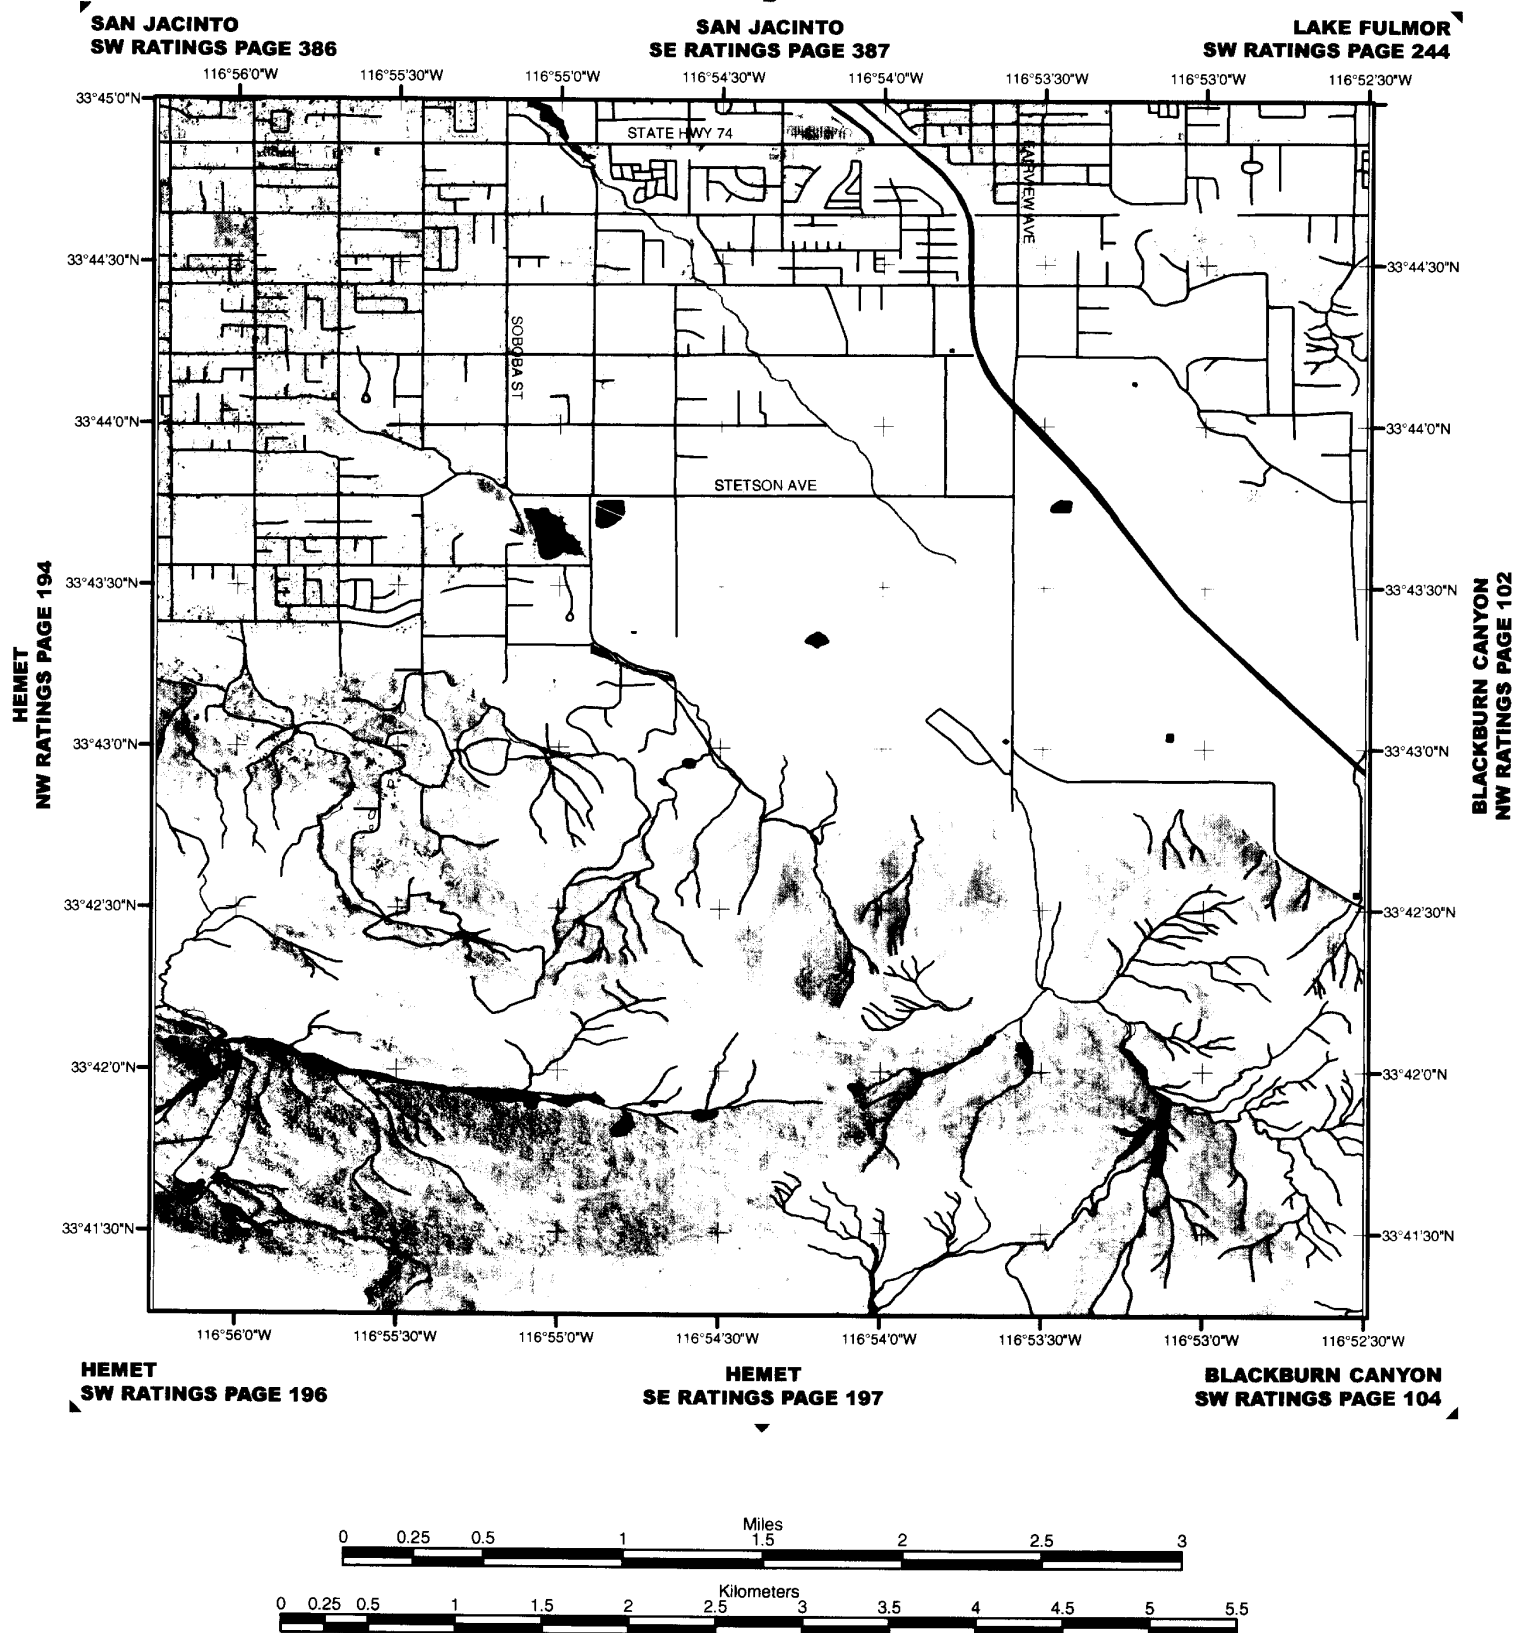 SAN JACINTO
SW RATINGS PAGE 386
SAN JACINTO
SE RATINGS PAGE 387
LAKE FULMOR
SW RATINGS PAGE 244
116°56'0"W
116°55'30"W
116°55'0"W
116°54'30"W
116°54'0"W
116°53'30"W
116°53'0"W
116°52'30"W
33°45'0"N
STATE HWY 74
FAIRVIEW AVE
33°44'30"N
33°44'30"N
SOBOBA ST
33°44'0"N
33°44'0"N
STETSON AVE
HEMET
NW RATINGS PAGE 194
33°43'30"N
33°43'30"N
BLACKBURN CANYON
NW RATINGS PAGE 102
33°43'0"N
33°43'0"N
33°42'30"N
33°42'30"N
33°42'0"N
33°42'0"N
33°41'30"N
33°41'30"N
116°56'0"W
116°55'30"W
116°55'0"W
116°54'30"W
116°54'0"W
116°53'30"W
116°53'0"W
116°52'30"W
HEMET
SW RATINGS PAGE 196
HEMET
SE RATINGS PAGE 197
BLACKBURN CANYON
SW RATINGS PAGE 104
Miles
0 0.25 0.5 1 1.5 2 2.5 3
Kilometers
0 0.25 0.5 1 1.5 2 2.5 3 3.5 4 4.5 5 5.5